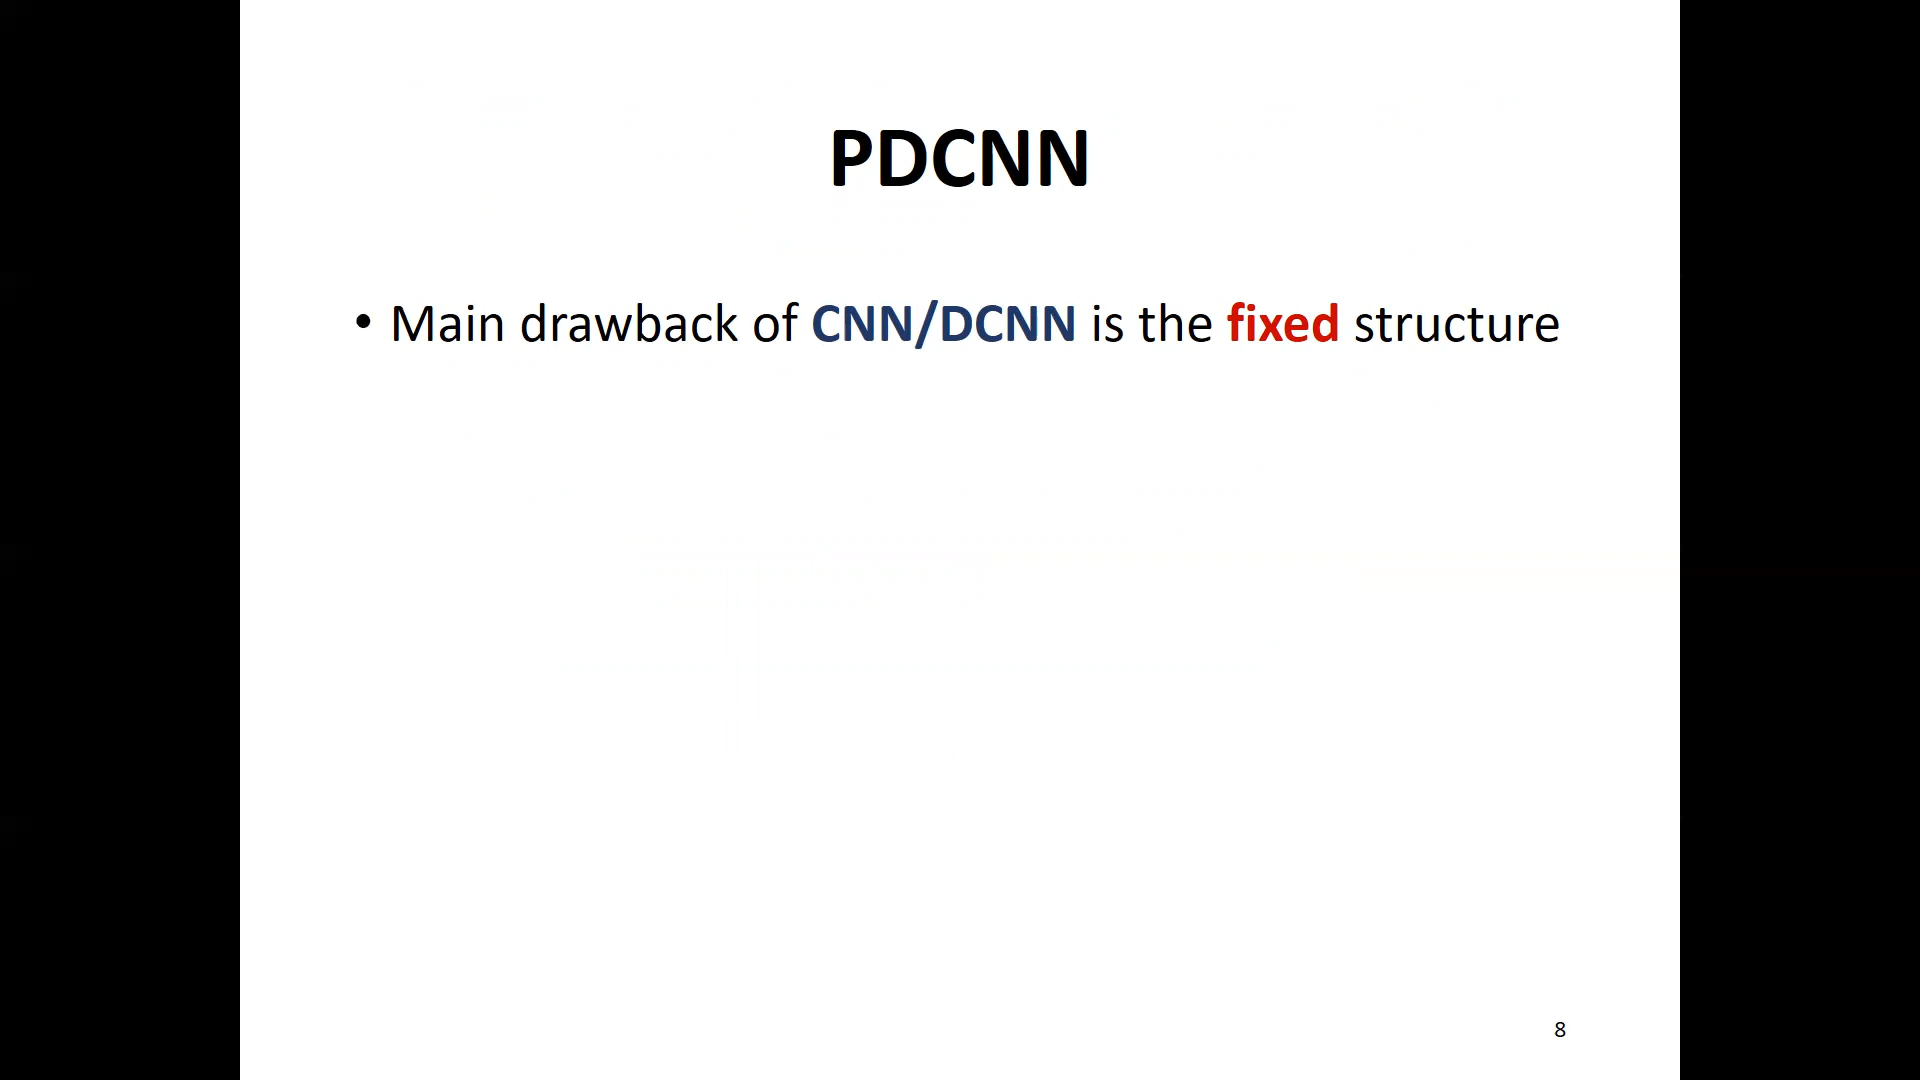 PDCNN
• Main drawback of CNN/DCNN is the fixed structure
8